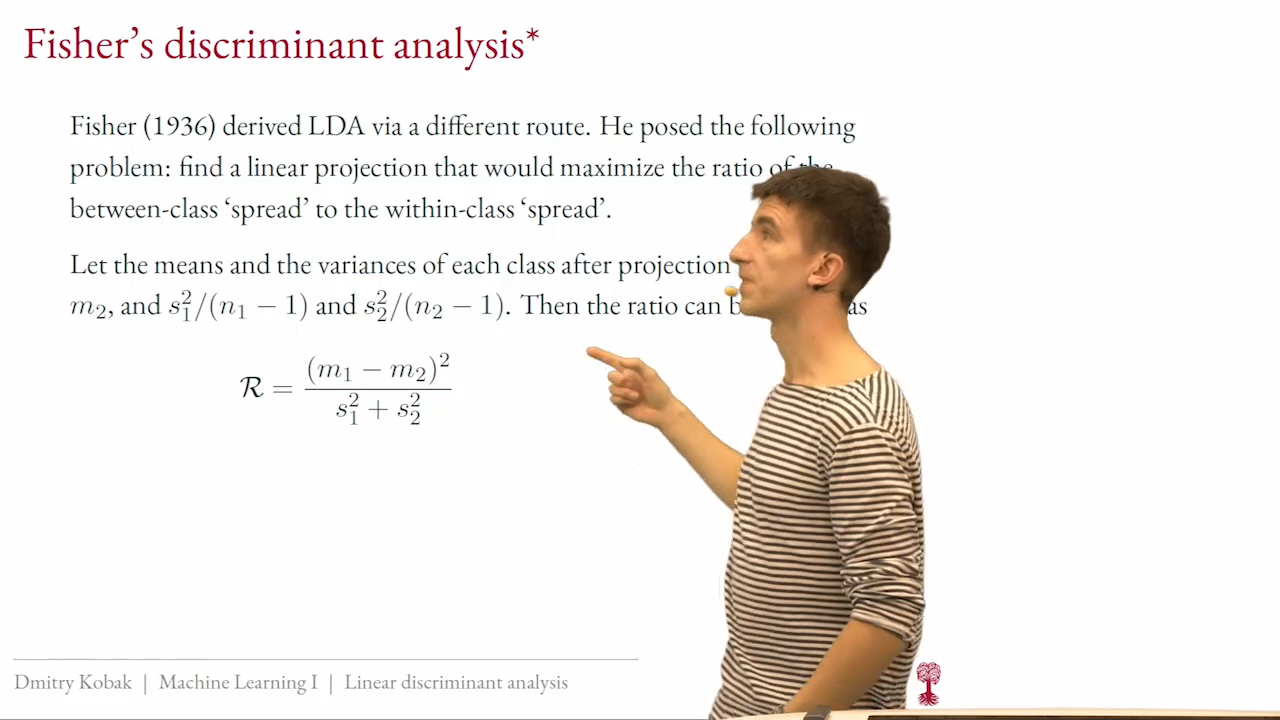 Fisher's discriminant analysis*
Fisher (1936) derived LDA via a different route. He posed the following
problem: find a linear projection that would maximize the ratio of the
between-class ‘spread’ to the within-class ‘spread’.
Let the means and the variances of each class after projection
m₂, and s₁²/(n₁ − 1) and s₂²/(n₂ − 1). Then the ratio can as
R = (m₁ − m₂)² / (s₁² + s₂²)
Dmitry Kobak | Machine Learning I | Linear discriminant analysis